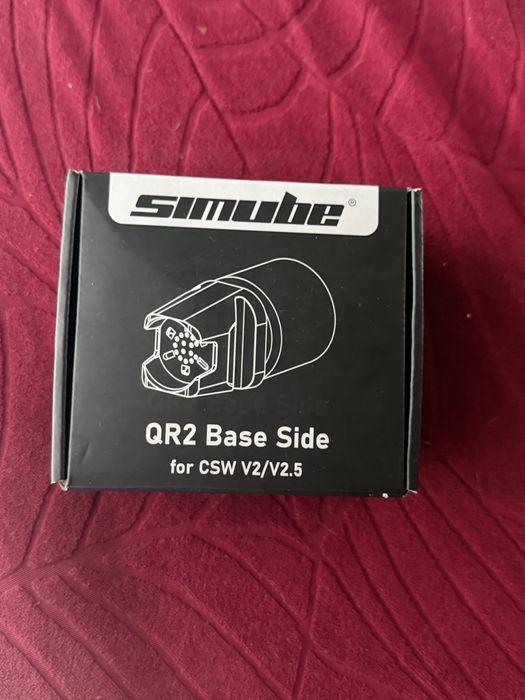 SIMUBE®
QR2 Base Side
for CSW V2/V2.5